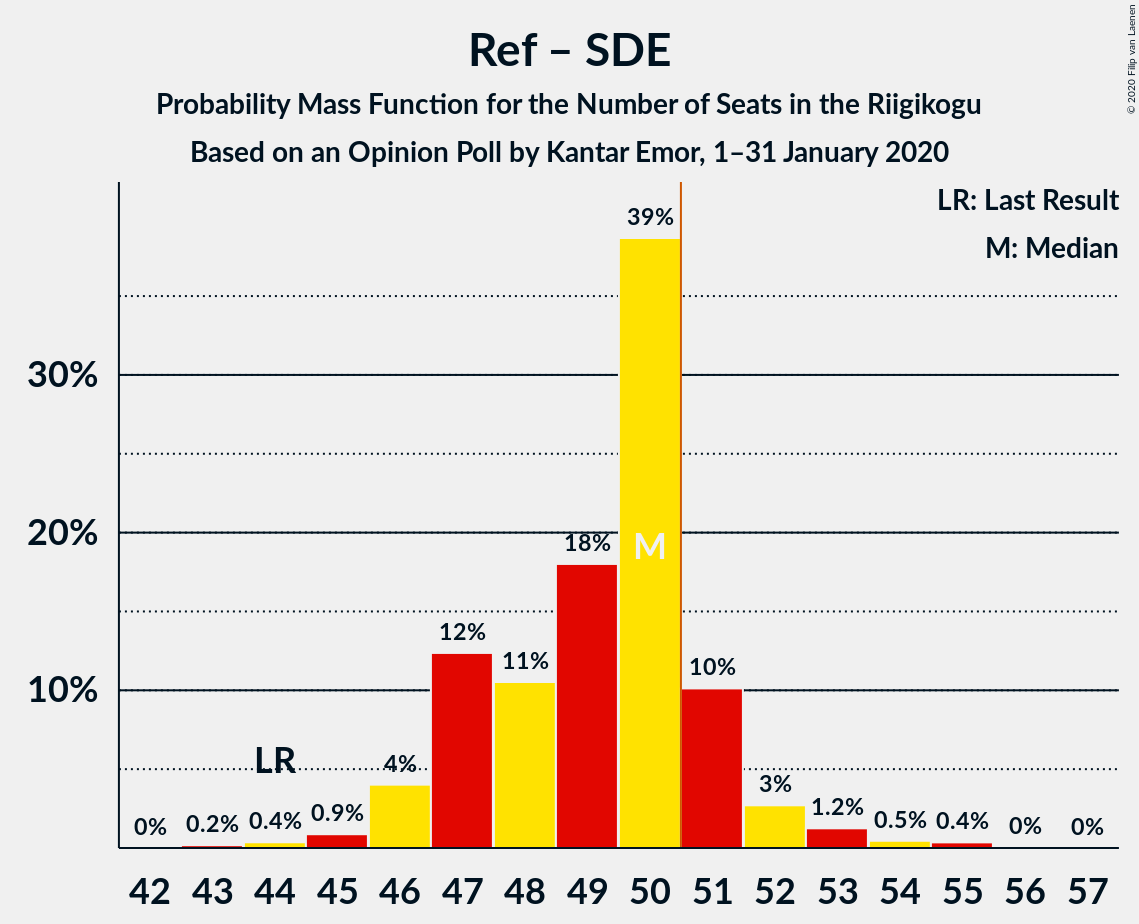 Ref – SDE
Probability Mass Function for the Number of Seats in the Riigikogu
Based on an Opinion Poll by Kantar Emor, 1–31 January 2020
© 2020 Filip van Laenen
LR: Last Result
M: Median
39%
30%
20%
18%
M
12%
11%
10%
10%
LR
4%
3%
0%
0.2%
0.4%
0.9%
1.2%
0.5%
0.4%
0%
0%
42 43 44 45 46 47 48 49 50 51 52 53 54 55 56 57